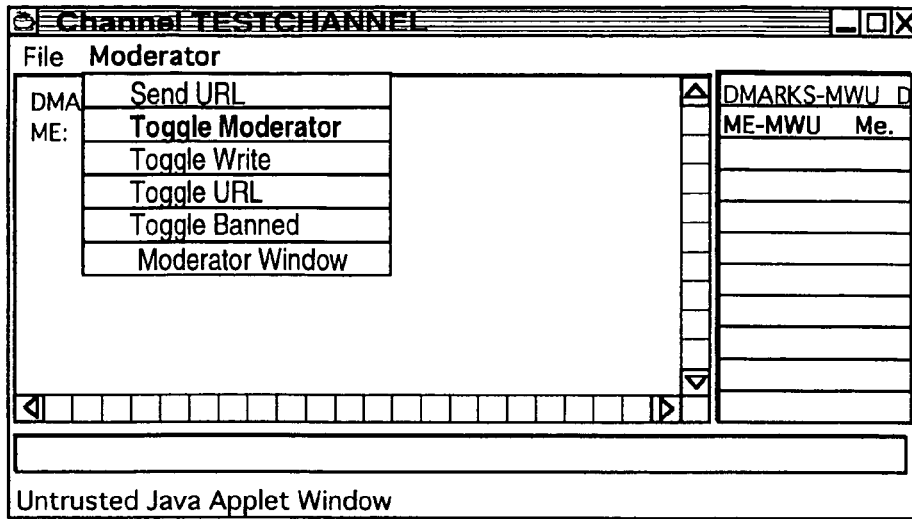 Channel TESTCHANNEL
File Moderator
DMA
ME:
Send URL
Toggle Moderator
Toggle Write
Toggle URL
Toggle Banned
Moderator Window
DMARKS-MWU D
ME-MWU Me.
Untrusted Java Applet Window